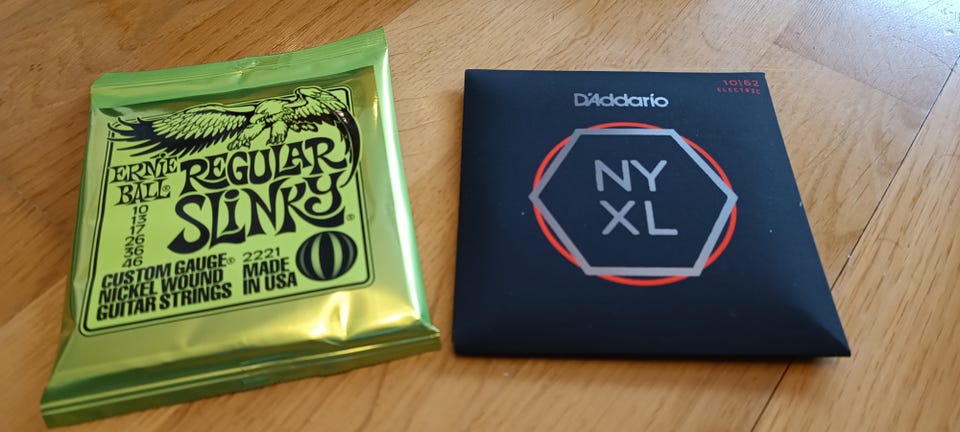 ERNIE
BALL®
REGULAR
SLINKY®
10
13
17
26
36
46
CUSTOM GAUGE®
NICKEL WOUND
GUITAR STRINGS
2221
MADE
IN USA
D'Addario
10|62
ELECTRIC
NY
XL